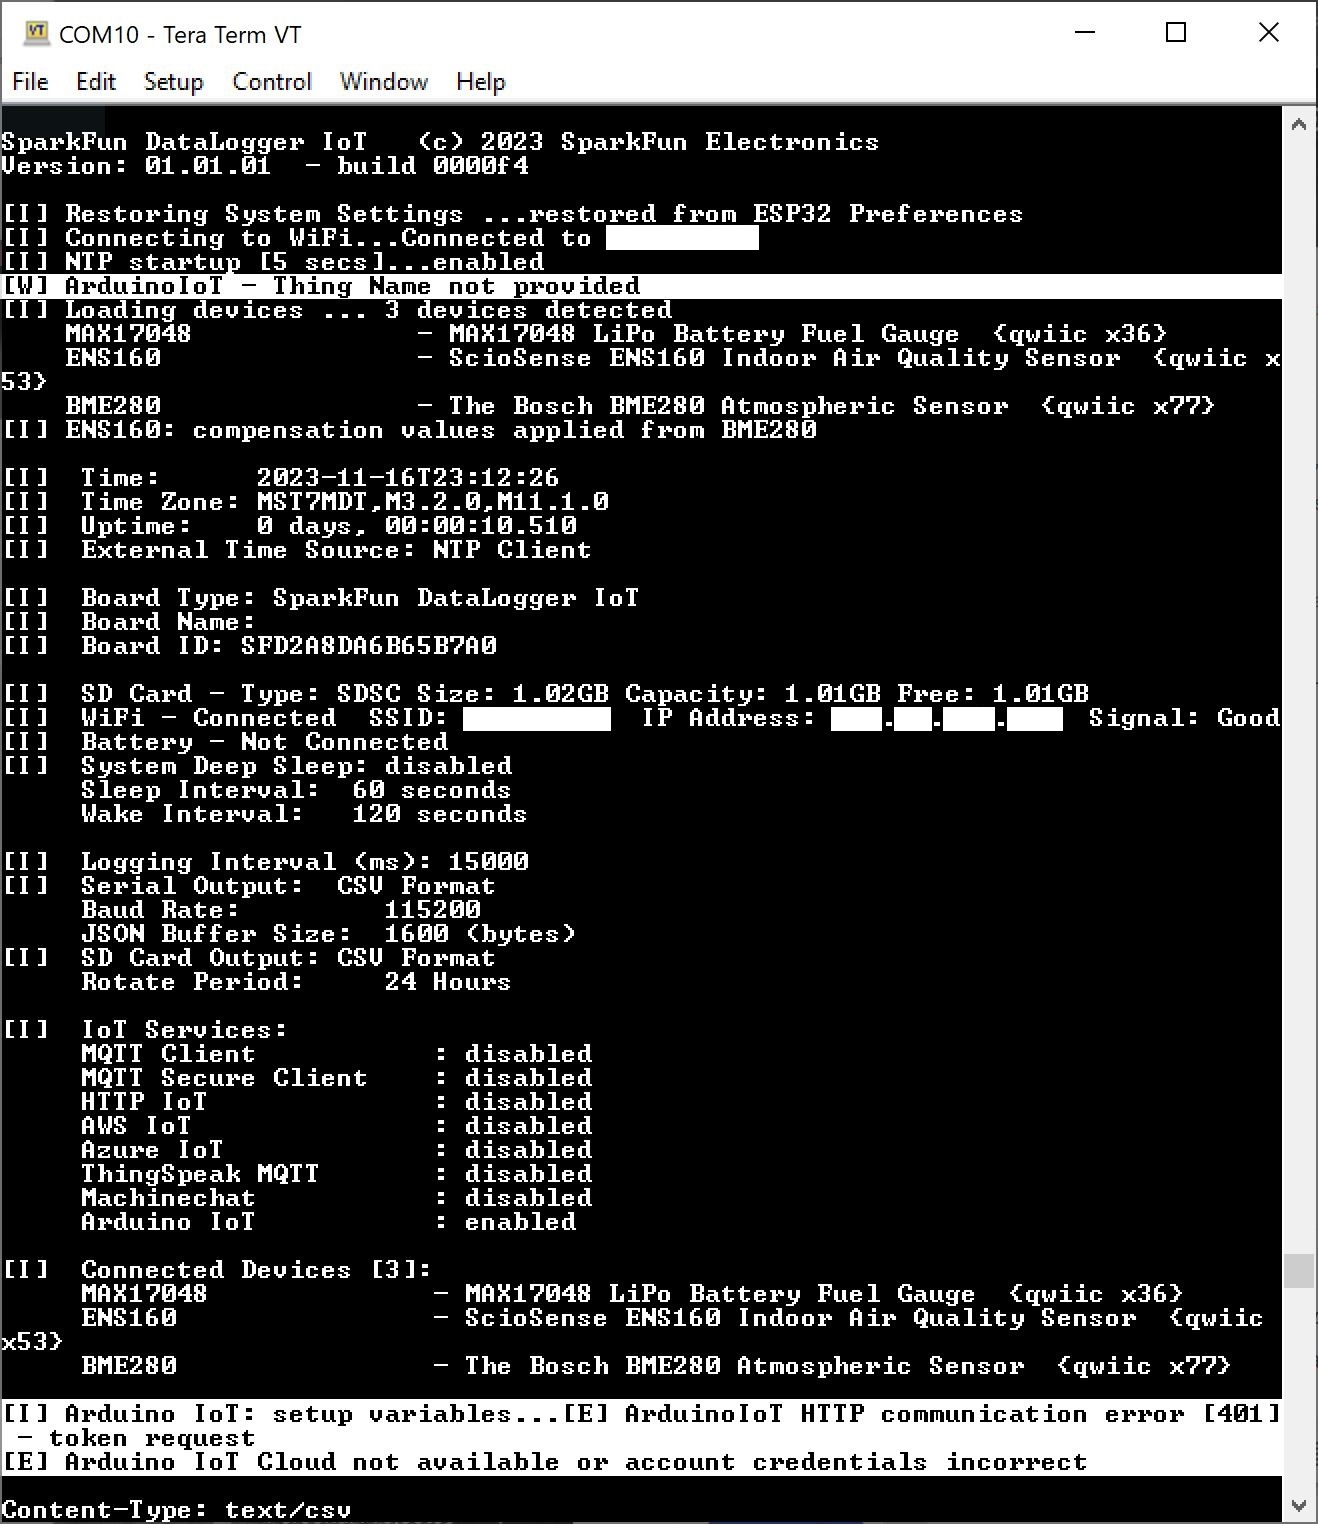 COM10 - Tera Term VT
File Edit Setup Control Window Help
SparkFun DataLogger IoT (c) 2023 SparkFun Electronics
Version: 01.01.01 - build 0000f4
[I] Restoring System Settings ...restored from ESP32 Preferences
[I] Connecting to WiFi...Connected to
[I] NTP startup [5 secs]...enabled
[W] ArduinoIoT - Thing Name not provided
[I] Loading devices ... 3 devices detected
MAX17048 - MAX17048 LiPo Battery Fuel Gauge {qwiic x36}
ENS160 - ScioSense ENS160 Indoor Air Quality Sensor {qwiic x
53}
BME280 - The Bosch BME280 Atmospheric Sensor {qwiic x77}
[I] ENS160: compensation values applied from BME280
[I] Time: 2023-11-16T23:12:26
[I] Time Zone: MST7MDT,M3.2.0,M11.1.0
[I] Uptime: 0 days, 00:00:10.510
[I] External Time Source: NTP Client
[I] Board Type: SparkFun DataLogger IoT
[I] Board Name:
[I] Board ID: SFD2A8DA6B65B7A0
[I] SD Card - Type: SDSC Size: 1.02GB Capacity: 1.01GB Free: 1.01GB
[I] WiFi - Connected SSID: IP Address: . . . Signal: Good
[I] Battery - Not Connected
[I] System Deep Sleep: disabled
Sleep Interval: 60 seconds
Wake Interval: 120 seconds
[I] Logging Interval (ms): 15000
[I] Serial Output: CSV Format
Baud Rate: 115200
JSON Buffer Size: 1600 (bytes)
[I] SD Card Output: CSV Format
Rotate Period: 24 Hours
[I] IoT Services:
MQTT Client : disabled
MQTT Secure Client : disabled
HTTP IoT : disabled
AWS IoT : disabled
Azure IoT : disabled
ThingSpeak MQTT : disabled
Machinechat : disabled
Arduino IoT : enabled
[I] Connected Devices [3]:
MAX17048 - MAX17048 LiPo Battery Fuel Gauge {qwiic x36}
ENS160 - ScioSense ENS160 Indoor Air Quality Sensor {qwiic
x53}
BME280 - The Bosch BME280 Atmospheric Sensor {qwiic x77}
[I] Arduino IoT: setup variables...[E] ArduinoIoT HTTP communication error [401]
- token request
[E] Arduino IoT Cloud not available or account credentials incorrect
Content-Type: text/csv